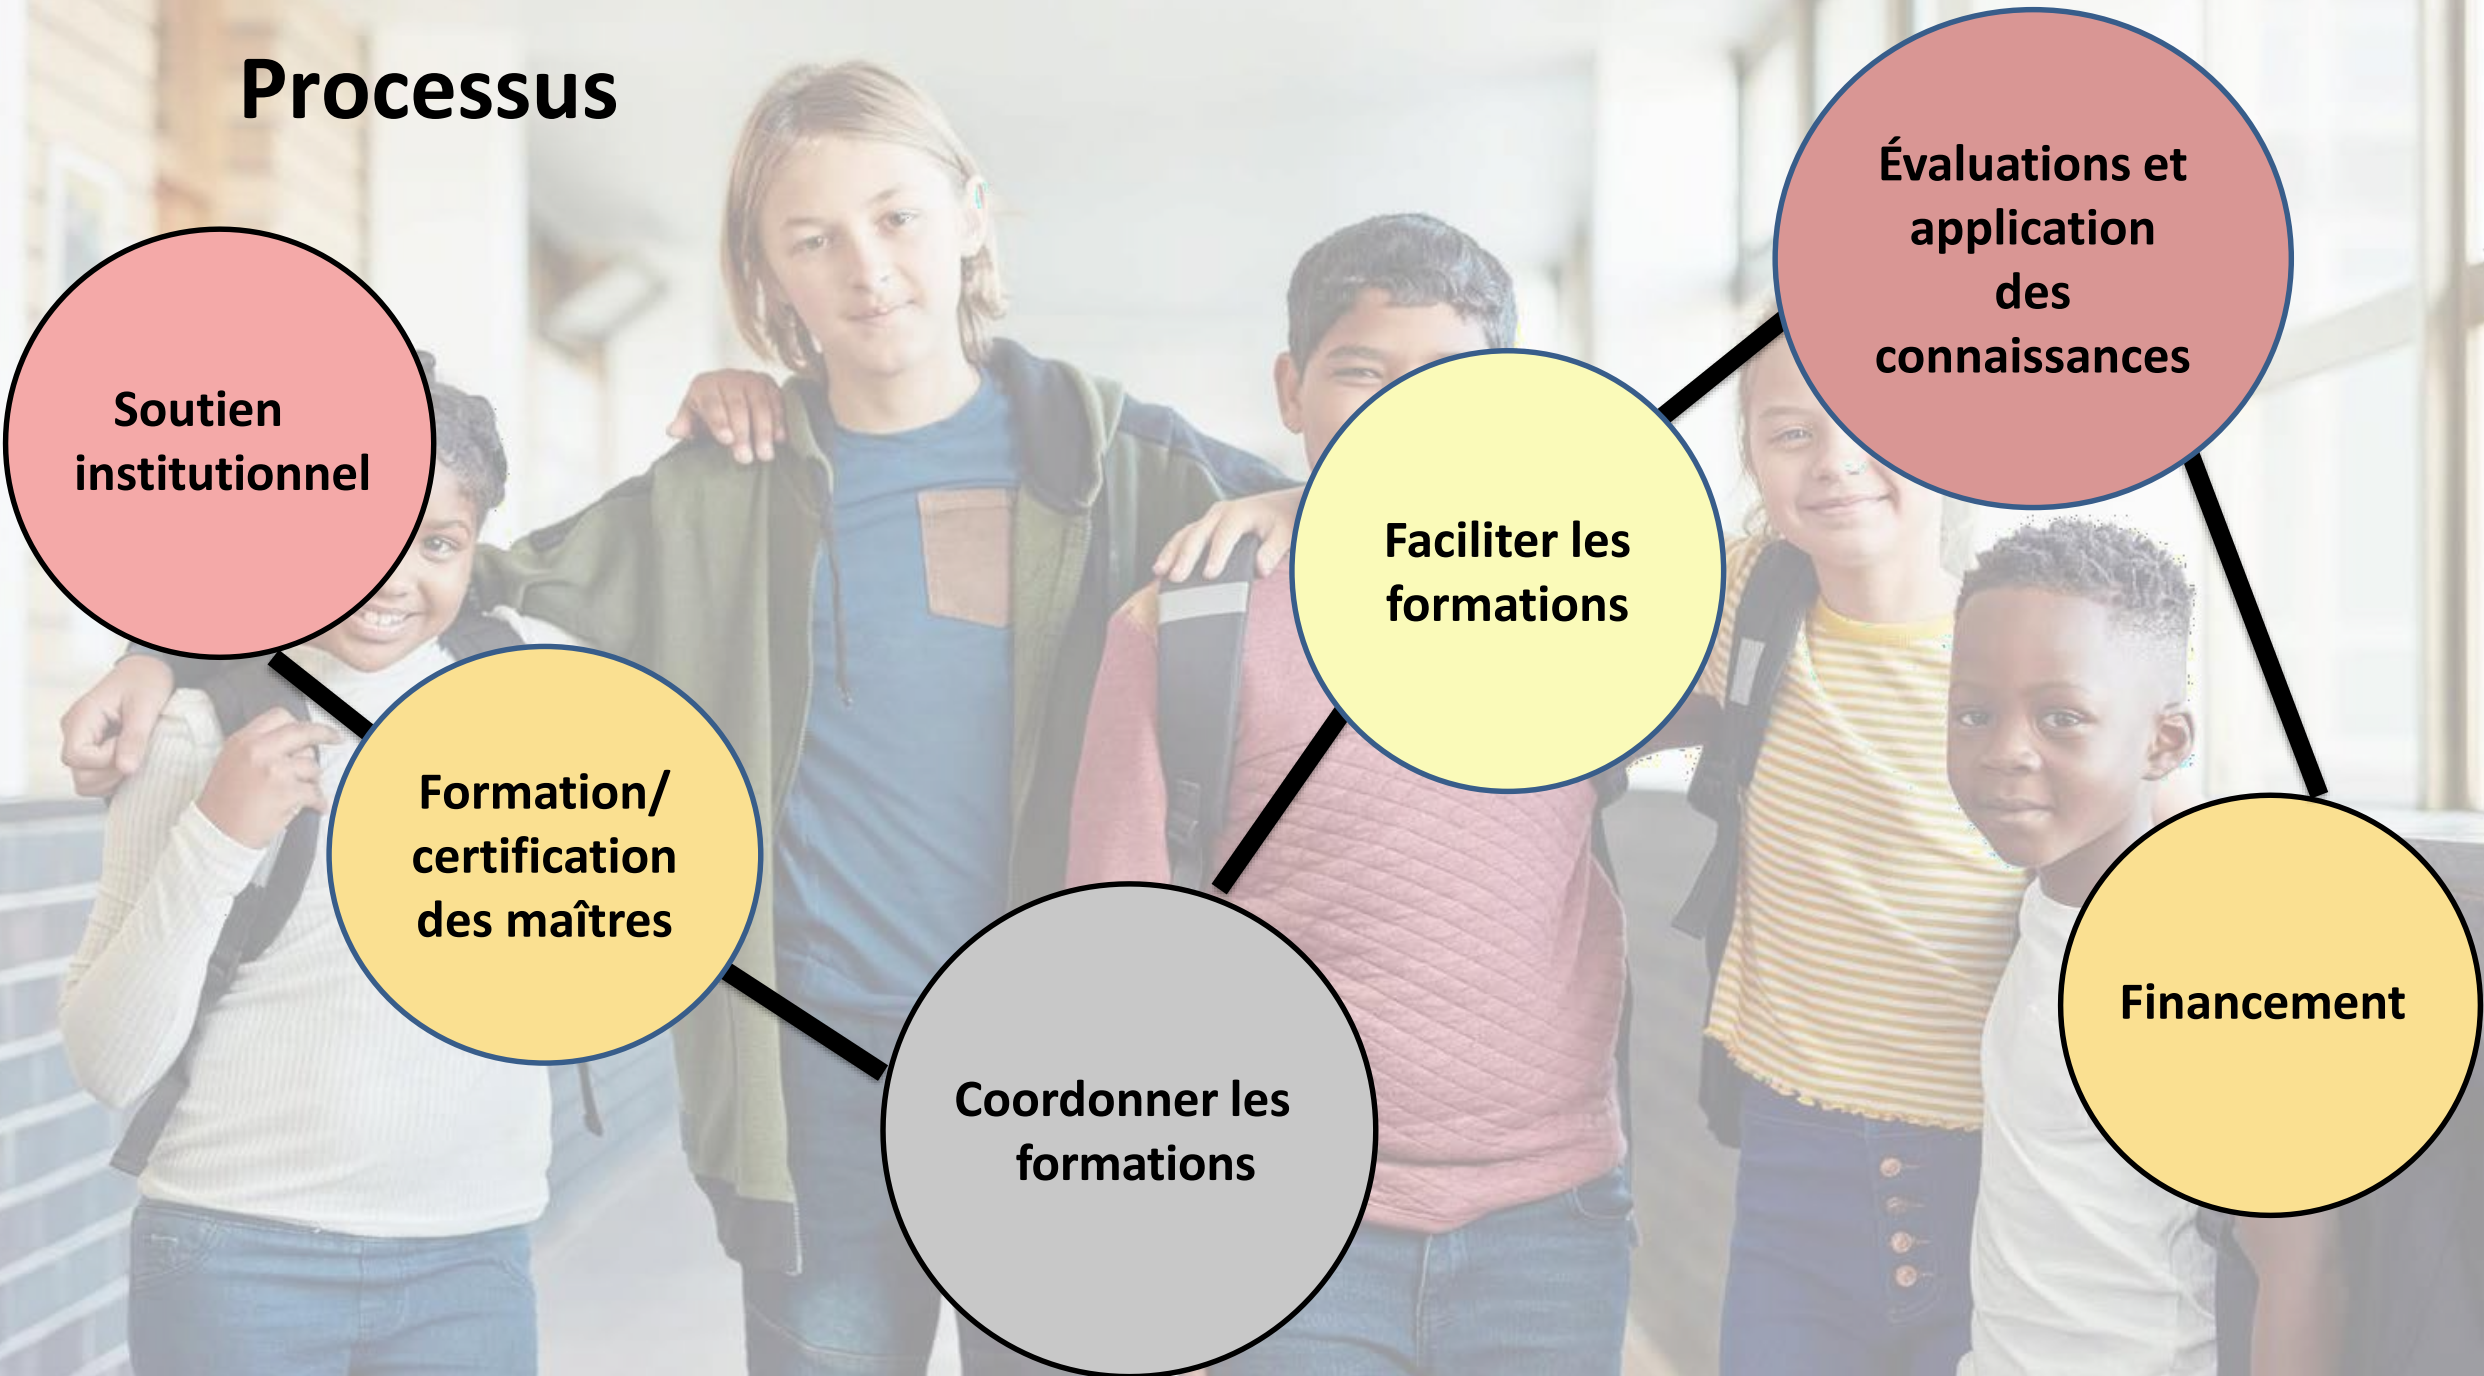 Processus
Soutien
institutionnel
Formation/
certification
des maîtres
Coordonner les
formations
Faciliter les
formations
Évaluations et
application
des
connaissances
Financement